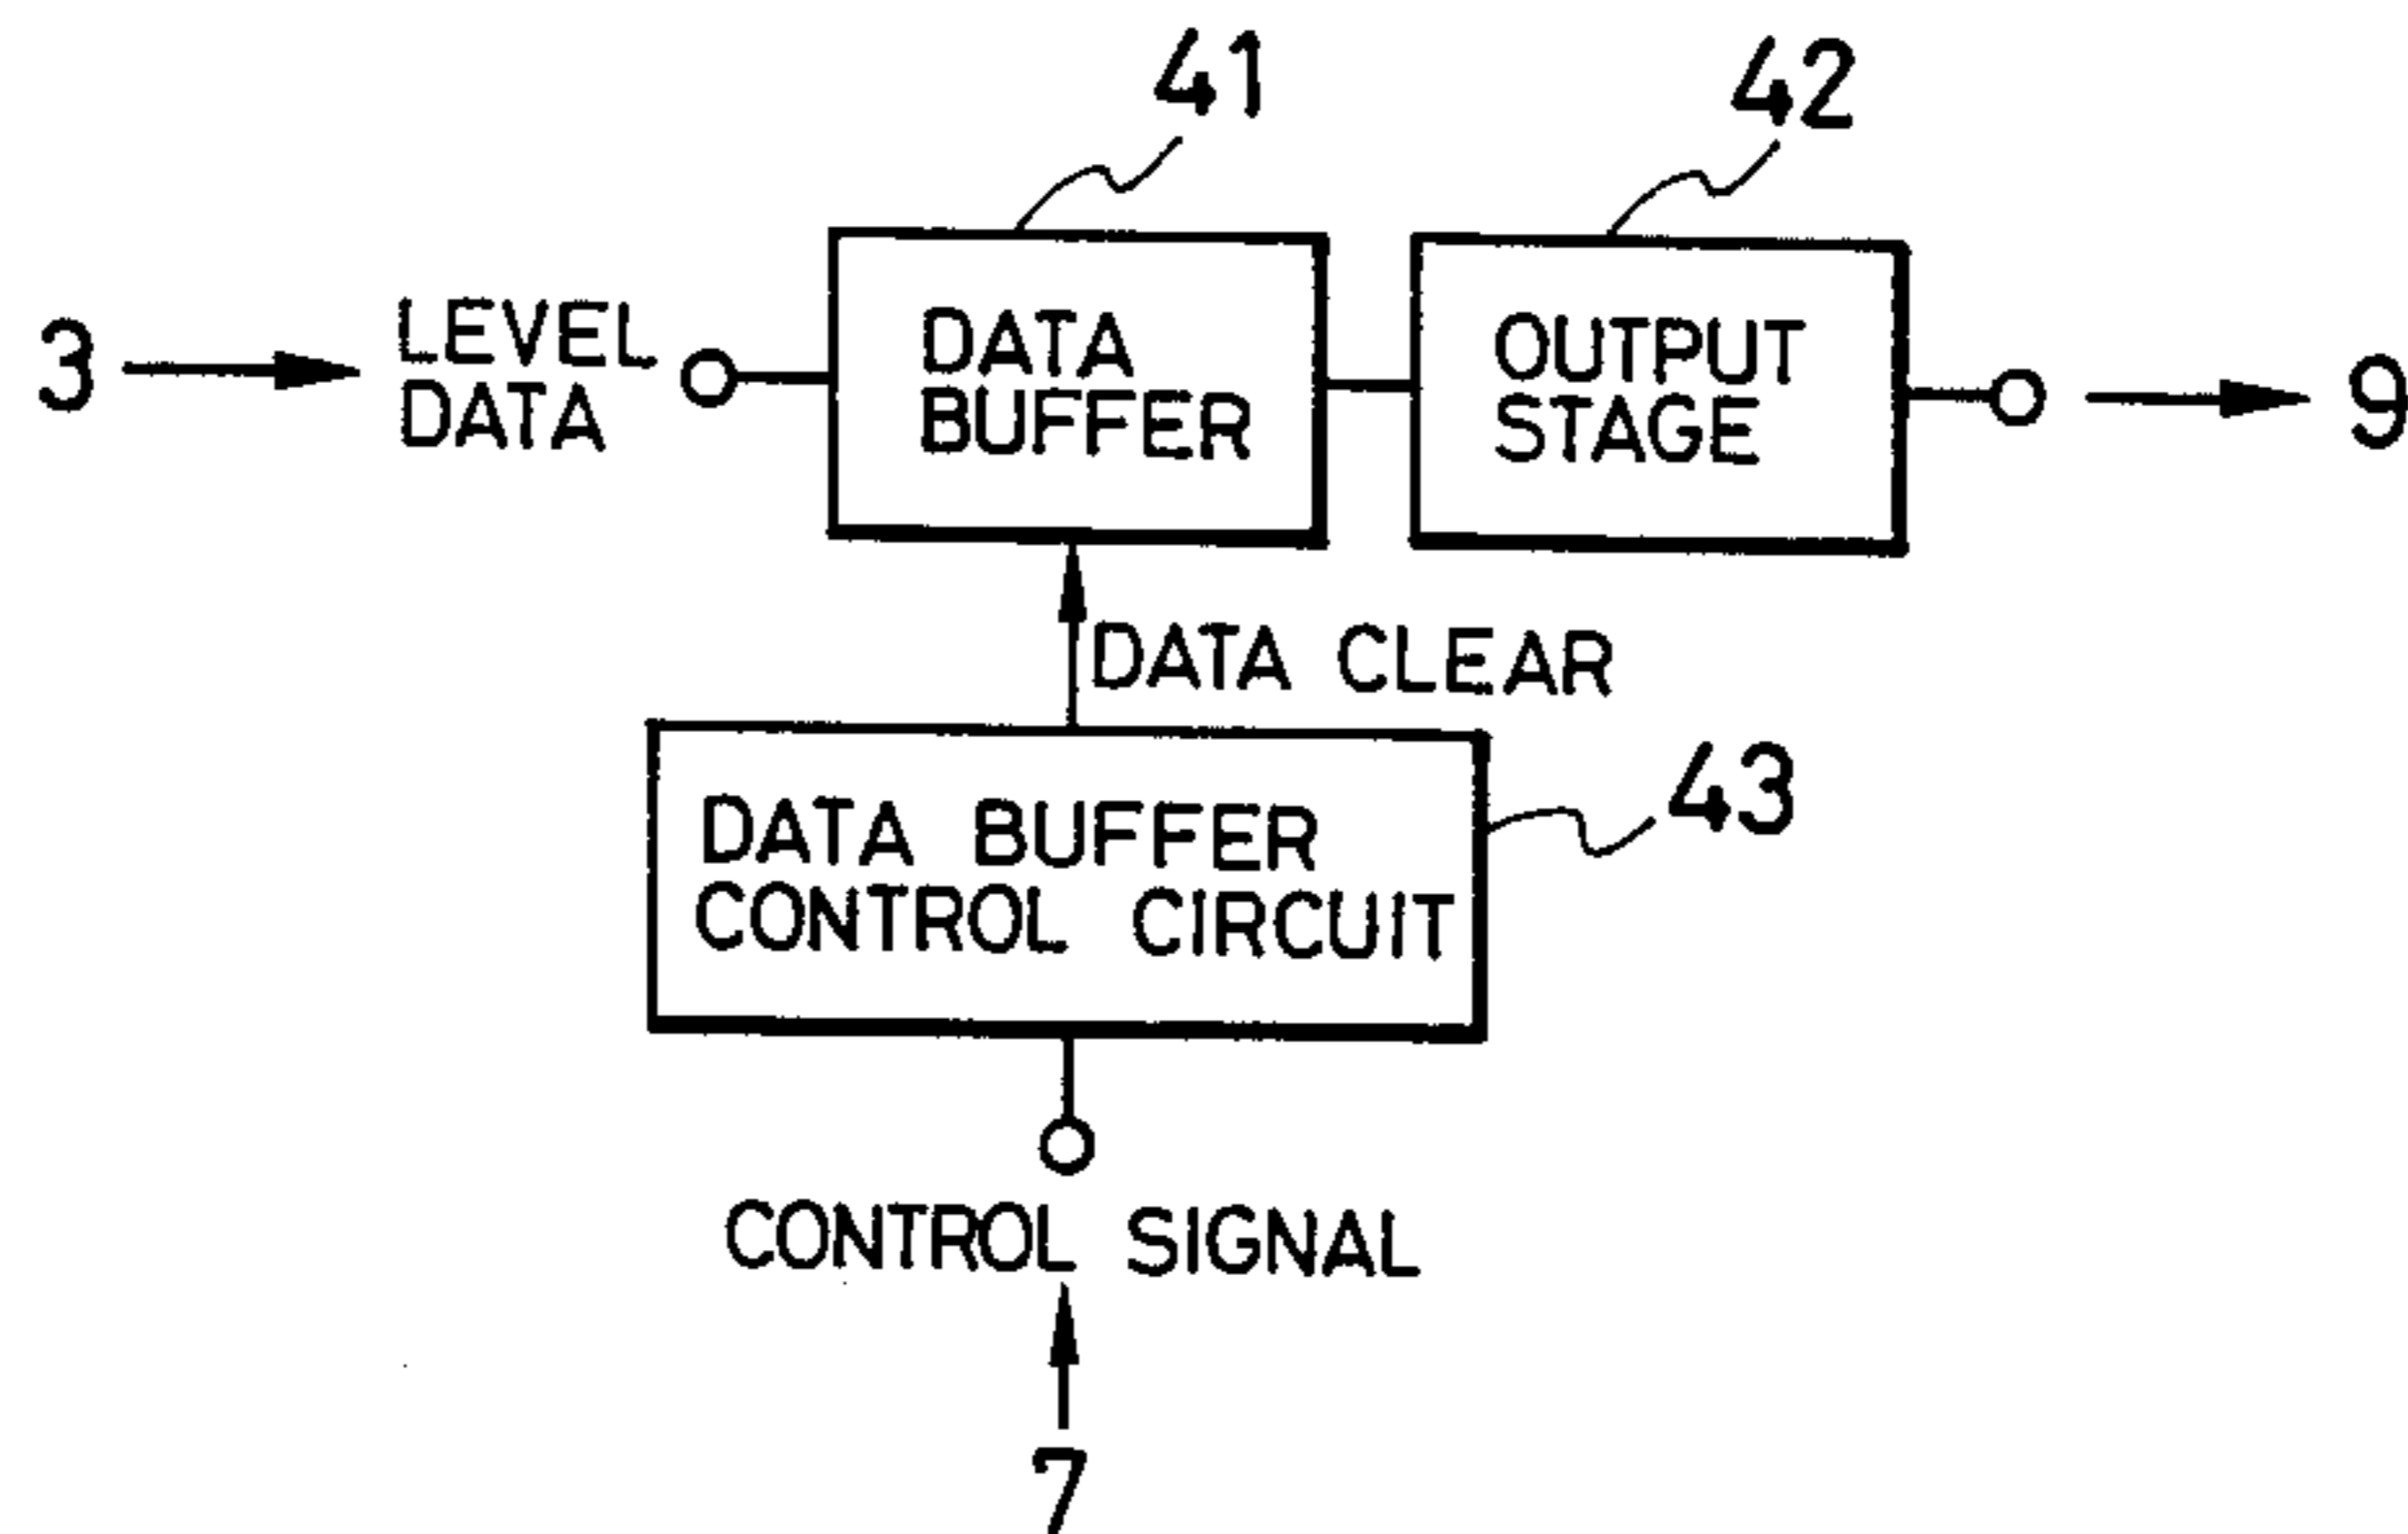 41
42
3
LEVEL
DATA
DATA
BUFFER
OUTPUT
STAGE
9
DATA CLEAR
43
DATA BUFFER
CONTROL CIRCUIT
CONTROL SIGNAL
7